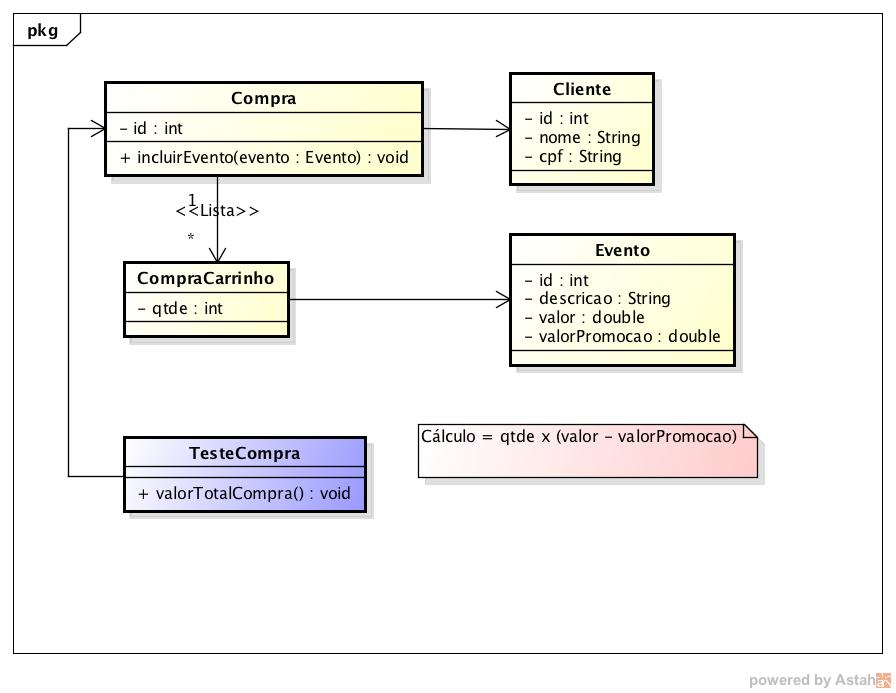 pkg
Compra
- id : int
+ incluirEvento(evento : Evento) : void
Cliente
- id : int
- nome : String
- cpf : String
1
<<Lista>>
*
CompraCarrinho
- qtde : int
Evento
- id : int
- descricao : String
- valor : double
- valorPromocao : double
TesteCompra
+ valorTotalCompra() : void
Cálculo = qtde x (valor - valorPromocao)
powered by Astah